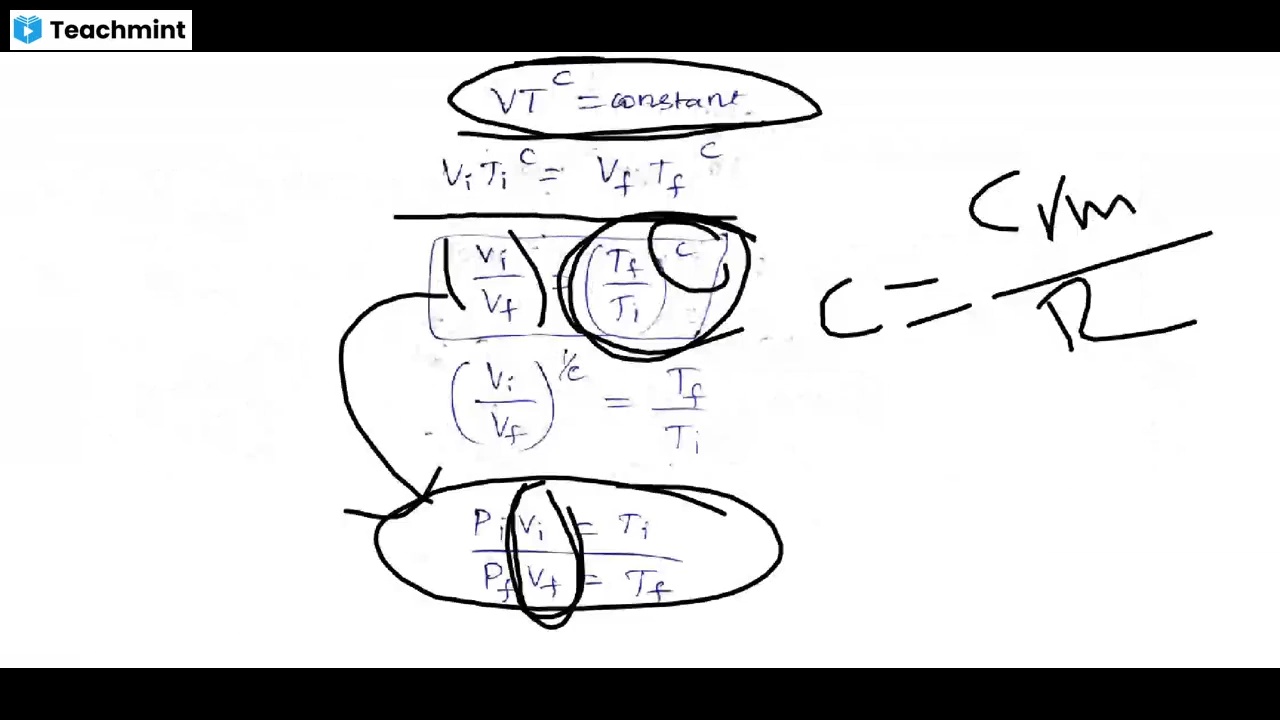 Teachmint
VT^C = constant
V_i T_i^C = V_f T_f^C
V_i/V_f = (T_f/T_i)^C
C = Cvm/R
(V_i/V_f)^1/C = T_f/T_i
P_i V_i = T_i
P_f V_f = T_f